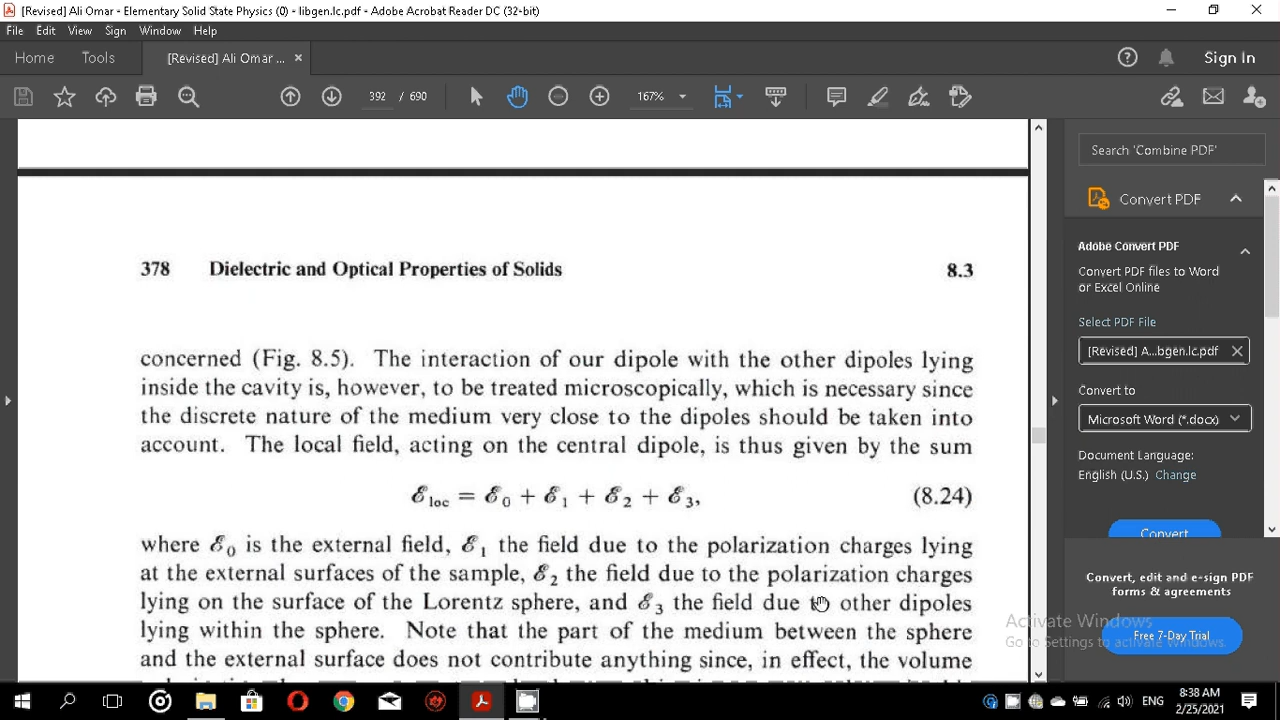 [Revised] Ali Omar - Elementary Solid State Physics (0) - libgen.lc.pdf - Adobe Acrobat Reader DC (32-bit)
File Edit View Sign Window Help
Home Tools [Revised] Ali Omar ... × Sign In
392 / 690 167%
Search 'Combine PDF'
Convert PDF
Adobe Convert PDF
Convert PDF files to Word
or Excel Online
Select PDF File
[Revised] A...bgen.lc.pdf
Convert to
Microsoft Word (*.docx)
Document Language:
English (U.S.) Change
Convert
Convert, edit and e-sign PDF
forms & agreements
Free 7-Day Trial
378 Dielectric and Optical Properties of Solids 8.3
concerned (Fig. 8.5). The interaction of our dipole with the other dipoles lying
inside the cavity is, however, to be treated microscopically, which is necessary since
the discrete nature of the medium very close to the dipoles should be taken into
account. The local field, acting on the central dipole, is thus given by the sum
ℰloc = ℰ0 + ℰ1 + ℰ2 + ℰ3, (8.24)
where ℰ0 is the external field, ℰ1 the field due to the polarization charges lying
at the external surfaces of the sample, ℰ2 the field due to the polarization charges
lying on the surface of the Lorentz sphere, and ℰ3 the field due to other dipoles
lying within the sphere. Note that the part of the medium between the sphere
and the external surface does not contribute anything since, in effect, the volume
Activate Windows
Go to Settings to activate Windows.
ENG
8:38 AM
2/25/2021